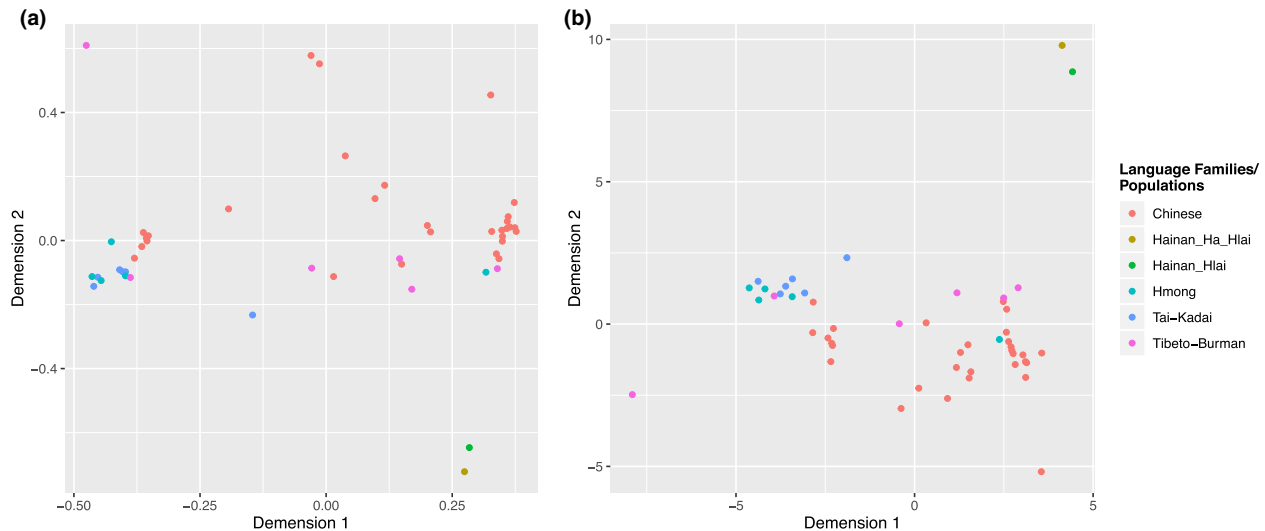 (a)
0.4
0.0
−0.4
Demension 2
−0.50
−0.25
0.00
0.25
Demension 1
(b)
10
5
0
−5
Demension 2
−5
0
5
Demension 1
Language Families/
Populations
Chinese
Hainan_Ha_Hlai
Hainan_Hlai
Hmong
Tai−Kadai
Tibeto−Burman